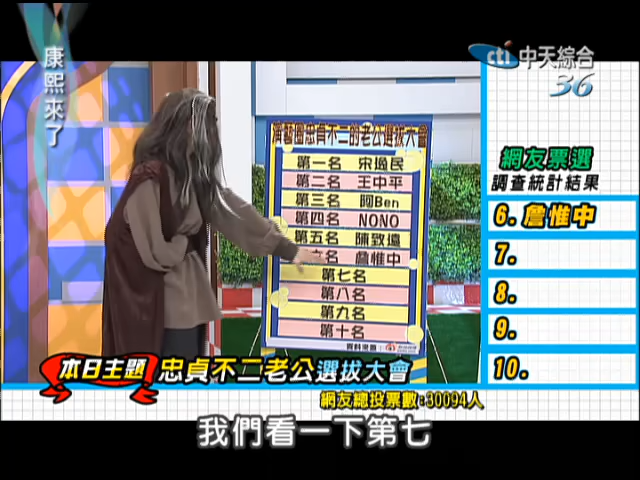 康熙來了
cti 中天綜合
36
演藝圈忠貞不二的老公選拔大會
第一名 宋逸民
第二名 王中平
第三名 阿Ben
第四名 NONO
第五名 陳致遠
名 詹惟中
第七名
第八名
第九名
第十名
資料來源：
網友票選
調查統計結果
6. 詹惟中
7.
8.
9.
10.
本日主題
忠貞不二老公選拔大會
網友總投票數:30094人
我們看一下第七